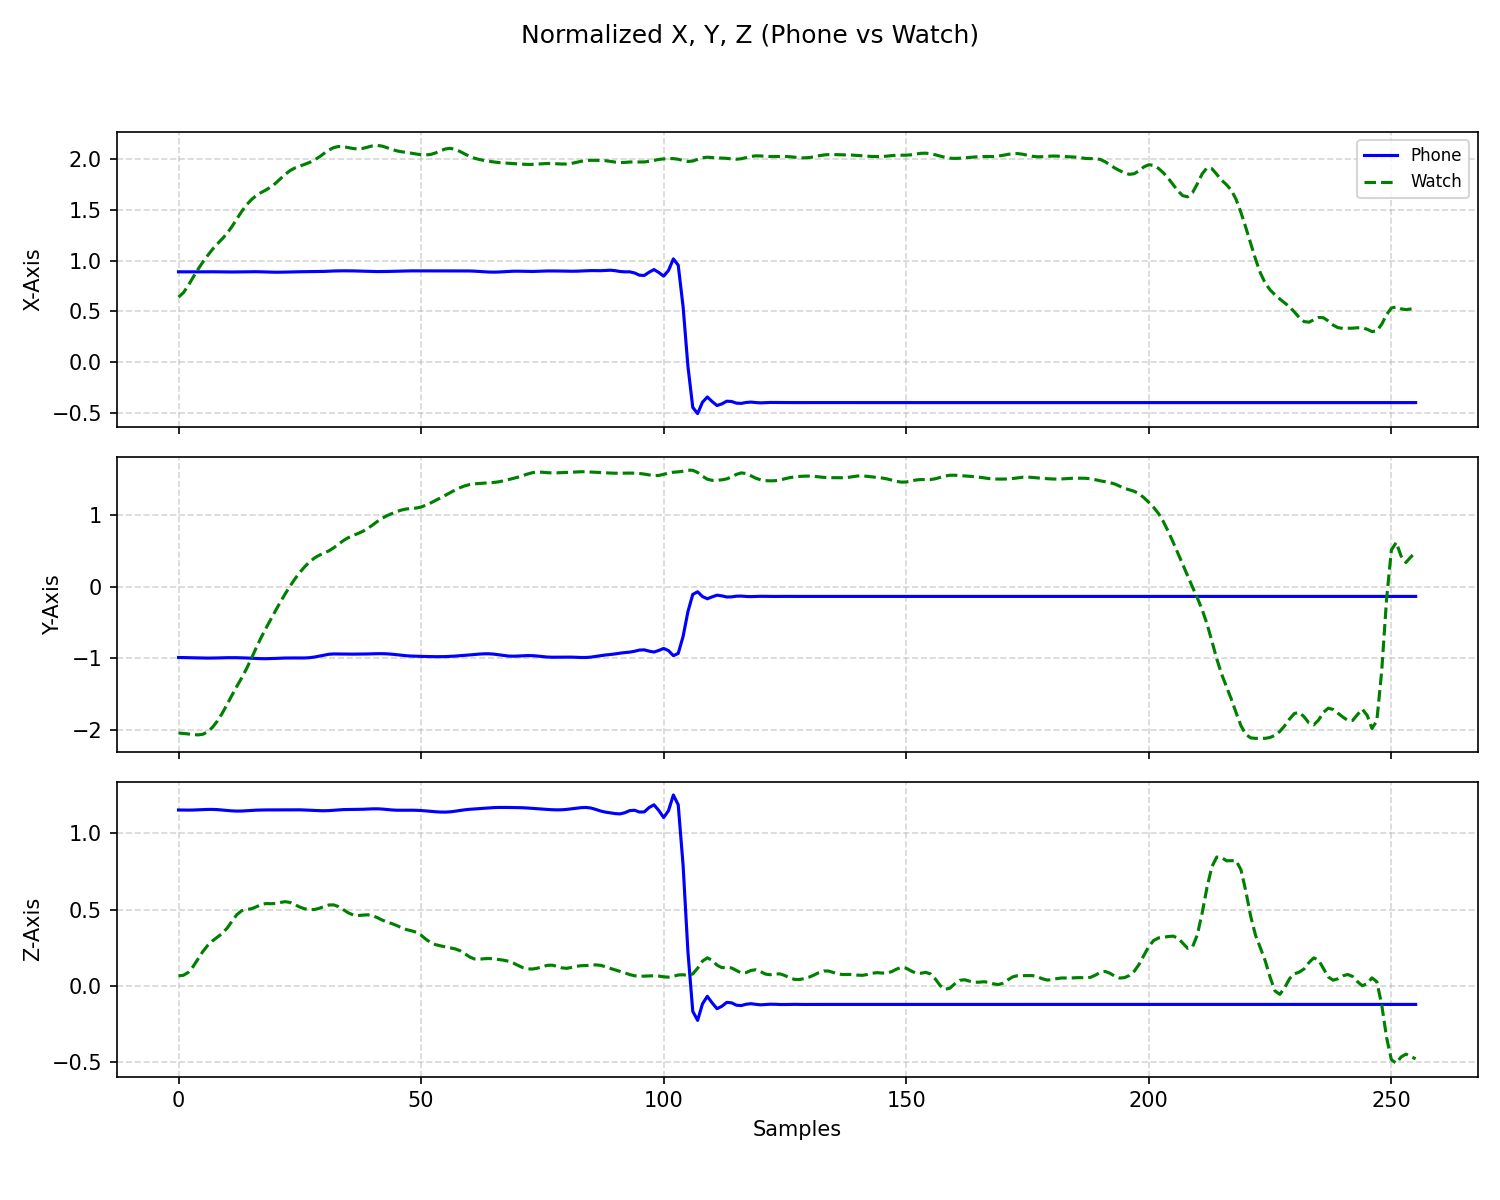 Normalized X, Y, Z (Phone vs Watch)
Phone
Watch
X-Axis
2.0
1.5
1.0
0.5
0.0
−0.5
Y-Axis
1
0
−1
−2
Z-Axis
1.0
0.5
0.0
−0.5
0 50 100 150 200 250
Samples